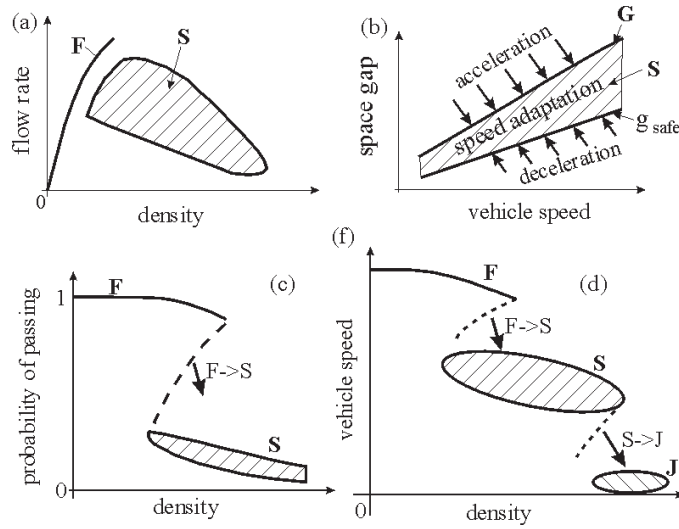 (a)
F
S
flow rate
0
density
(b)
G
acceleration
S
speed adaptation
g safe
deceleration
space gap
vehicle speed
(c)
F
1
probability of passing
F->S
S
0
density
(f)
(d)
F
F->S
vehicle speed
S
S->J
J
0
density